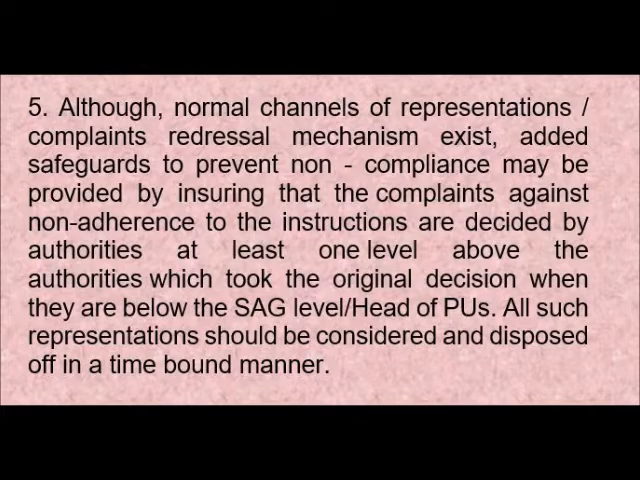 5. Although, normal channels of representations /
complaints redressal mechanism exist, added
safeguards to prevent non - compliance may be
provided by insuring that the complaints against
non-adherence to the instructions are decided by
authorities at least one level above the
authorities which took the original decision when
they are below the SAG level/Head of PUs. All such
representations should be considered and disposed
off in a time bound manner.